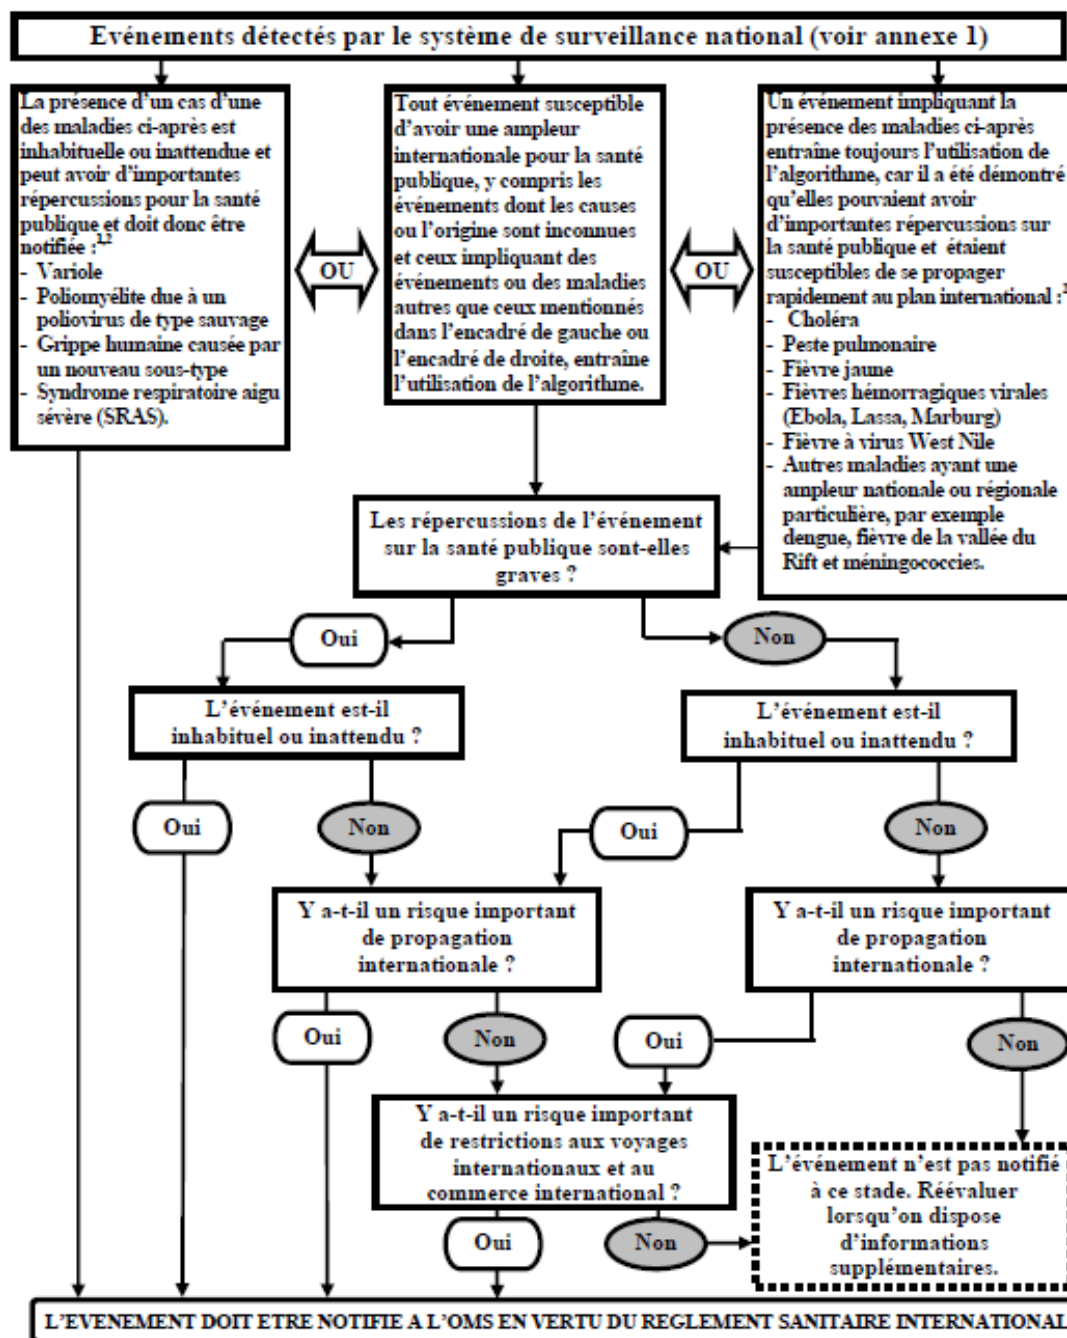 Evénements détectés par le système de surveillance national (voir annexe 1)
La présence d'un cas d'une
des maladies ci-après est
inhabituelle ou inattendue et
peut avoir d'importantes
répercussions pour la santé
publique et doit donc être
notifiée :1,2
- Variole
- Poliomyélite due à un
poliovirus de type sauvage
- Grippe humaine causée par
un nouveau sous-type
- Syndrome respiratoire aigu
sévère (SRAS).
OU
Tout événement susceptible
d'avoir une ampleur
internationale pour la santé
publique, y compris les
événements dont les causes
ou l'origine sont inconnues
et ceux impliquant des
événements ou des maladies
autres que ceux mentionnés
dans l'encadré de gauche ou
l'encadré de droite, entraîne
l'utilisation de l'algorithme.
OU
Un événement impliquant la
présence des maladies ci-après
entraîne toujours l'utilisation de
l'algorithme, car il a été démontré
qu'elles pouvaient avoir
d'importantes répercussions sur
la santé publique et étaient
susceptibles de se propager
rapidement au plan international :2
- Choléra
- Peste pulmonaire
- Fièvre jaune
- Fièvres hémorragiques virales
(Ebola, Lassa, Marburg)
- Fièvre à virus West Nile
- Autres maladies ayant une
ampleur nationale ou régionale
particulière, par exemple
dengue, fièvre de la vallée du
Rift et méningococcies.
Les répercussions de l'événement
sur la santé publique sont-elles
graves ?
Oui
Non
L'événement est-il
inhabituel ou inattendu ?
L'événement est-il
inhabituel ou inattendu ?
Oui
Non
Oui
Non
Y a-t-il un risque important
de propagation
internationale ?
Y a-t-il un risque important
de propagation
internationale ?
Oui
Non
Oui
Non
Y a-t-il un risque important
de restrictions aux voyages
internationaux et au
commerce international ?
L'événement n'est pas notifié
à ce stade. Réévaluer
lorsqu'on dispose
d'informations
supplémentaires.
Oui
Non
L'EVENEMENT DOIT ETRE NOTIFIE A L'OMS EN VERTU DU REGLEMENT SANITAIRE INTERNATIONAL